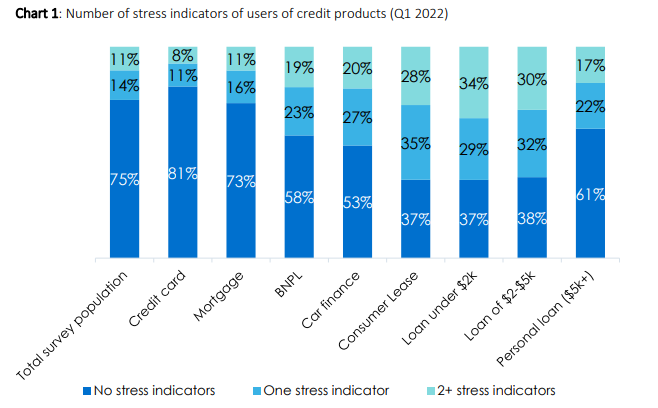 Chart 1: Number of stress indicators of users of credit products (Q1 2022)
11% 8% 11% 19% 20% 28% 34% 30% 17%
14% 11% 16% 23% 27% 35% 29% 32% 22%
75% 81% 73% 58% 53% 37% 37% 38% 61%
Total survey population
Credit card
Mortgage
BNPL
Car finance
Consumer Lease
Loan under $2k
Loan of $2-$5k
Personal loan ($5k+)
No stress indicators One stress indicator 2+ stress indicators